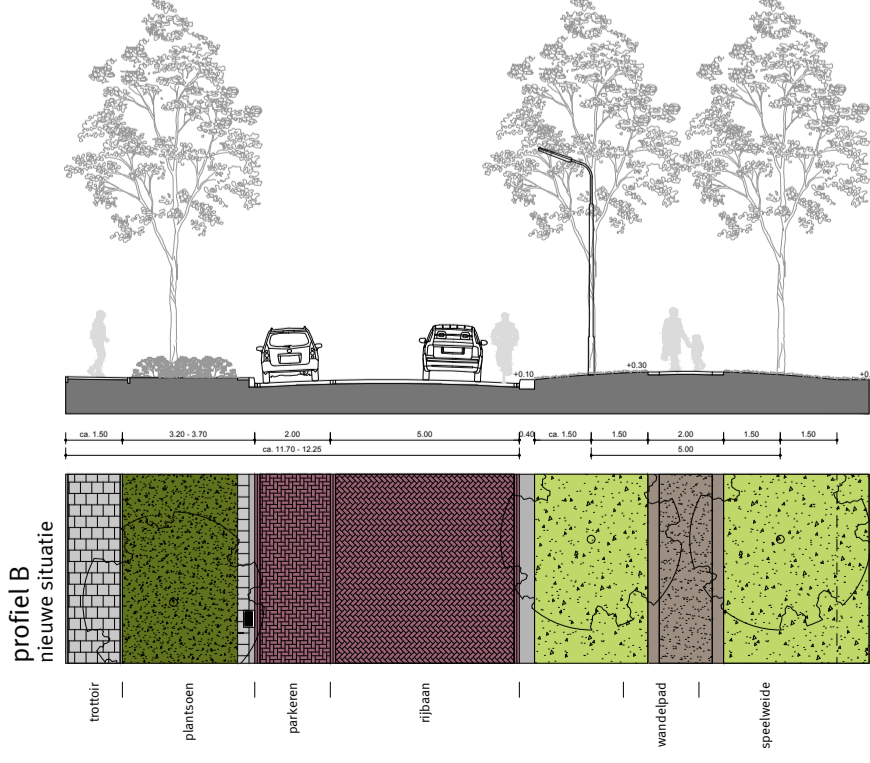 +0.10
+0.30
+0.
ca. 1.50 3.20 - 3.70 2.00 5.00 0.40 ca. 1.50 1.50 2.00 1.50 1.50
ca. 11.70 - 12.25 5.00
profiel B
nieuwe situatie
trottoir
plantsoen
parkeren
rijbaan
wandelpad
speelweide